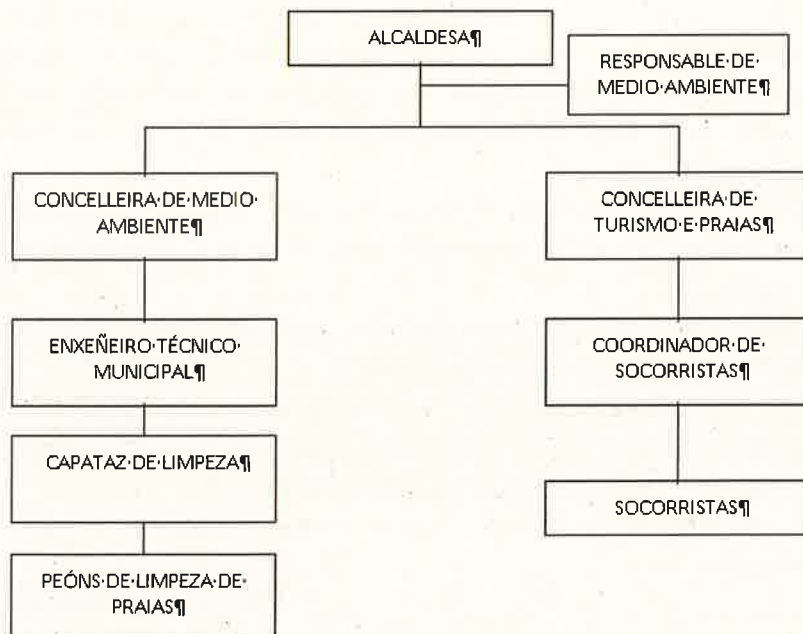 ALCALDESA¶
RESPONSABLE·DE·
MEDIO·AMBIENTE¶
CONCELLEIRA·DE·MEDIO·
AMBIENTE¶
CONCELLEIRA·DE·
TURISMO·E·PRAIAS¶
ENXEÑEIRO·TÉCNICO·
MUNICIPAL¶
COORDINADOR·DE·
SOCORRISTAS¶
CAPATAZ·DE·LIMPEZA¶
SOCORRISTAS¶
PEÓNS·DE·LIMPEZA·DE·
PRAIAS¶